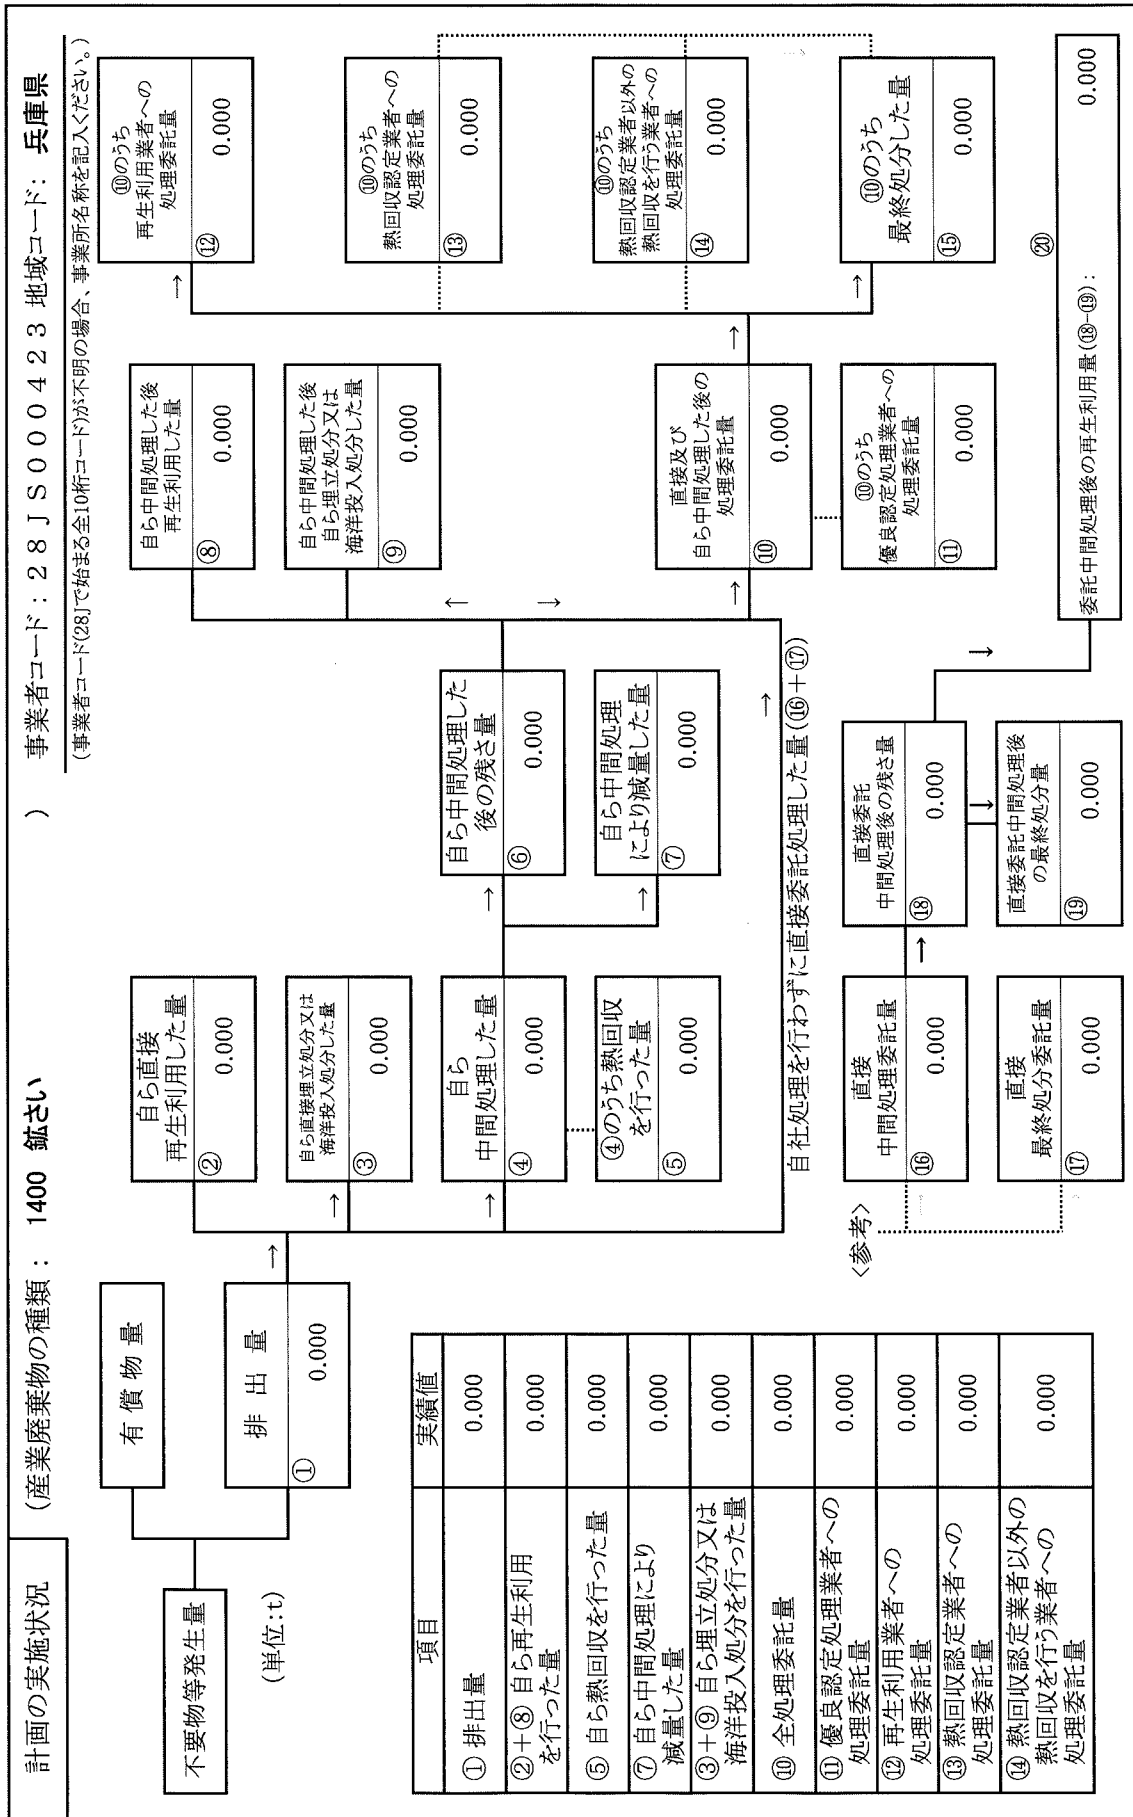 計画の実施状況
(産業廃棄物の種類： 1400 鉱さい )
事業者コード：２８ＪＳ０００４２３ 地域コード： 兵庫県
(事業者コード(28Jで始まる全10桁コード)が不明の場合、事業所名称を記入ください。)
不要物等発生量
(単位:t)
有償物量
排出量
① 0.000
→
自ら直接
再生利用した量
② 0.000
→
自ら直接埋立処分又は
海洋投入処分した量
③ 0.000
→
自ら
中間処理した量
④ 0.000
④のうち熱回収
を行った量
⑤ 0.000
→
自ら中間処理した
後の残さ量
⑥ 0.000
→
自ら中間処理
により減量した量
⑦ 0.000
自社処理を行わずに直接委託処理した量(⑯+⑰)
→
↑
↓
自ら中間処理した後
再生利用した量
⑧ 0.000
自ら中間処理した後
自ら埋立処分又は
海洋投入処分した量
⑨ 0.000
→
直接及び
自ら中間処理した後の
処理委託量
⑩ 0.000
⑩のうち
優良認定処理業者への
処理委託量
⑪ 0.000
→
→
⑩のうち
再生利用業者への
処理委託量
⑫ 0.000
⑩のうち
熱回収認定業者への
処理委託量
⑬ 0.000
⑩のうち
熱回収認定業者以外の
熱回収を行う業者への
処理委託量
⑭ 0.000
→
⑩のうち
最終処分した量
⑮ 0.000
<参考>
直接
中間処理委託量
⑯ 0.000
直接
最終処分委託量
⑰ 0.000
→
直接委託
中間処理後の残さ量
⑱ 0.000
↓
直接委託中間処理後
の最終処分量
⑲ 0.000
↓
⑳
委託中間処理後の再生利用量(⑱-⑲)： 0.000
項目 実績値
① 排出量 0.000
②+⑧ 自ら再生利用
を行った量 0.000
⑤ 自ら熱回収を行った量 0.000
⑦ 自ら中間処理により
減量した量 0.000
③+⑨ 自ら埋立処分又は
海洋投入処分を行った量 0.000
⑩ 全処理委託量 0.000
⑪ 優良認定処理業者への
処理委託量 0.000
⑫ 再生利用業者への
処理委託量 0.000
⑬ 熱回収認定業者への
処理委託量 0.000
⑭ 熱回収認定業者以外の
熱回収を行う業者への
処理委託量 0.000